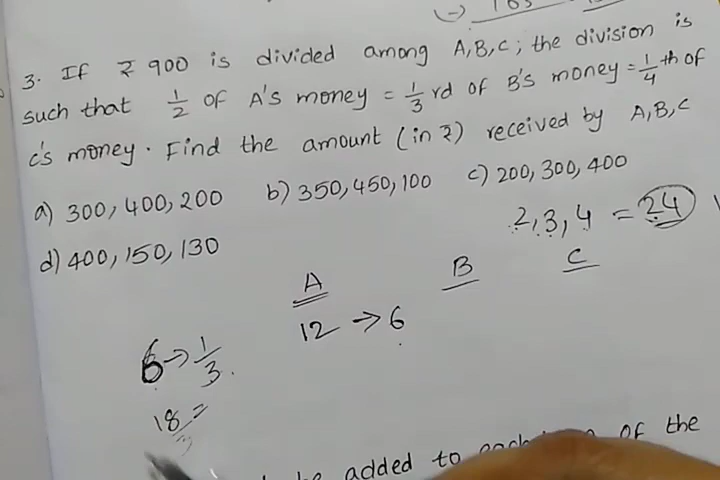 3. If ₹ 900 is divided among A,B,C; the division is
such that 1/2 of A's money = 1/3 rd of B's money = 1/4 th of
c's money. Find the amount (in ₹) received by A,B,C
a) 300, 400, 200 b) 350, 450, 100 c) 200, 300, 400
d) 400, 150, 130
2, 3, 4 = 24
A B C
12 → 6
6 → 1/3
18 =
added to of the